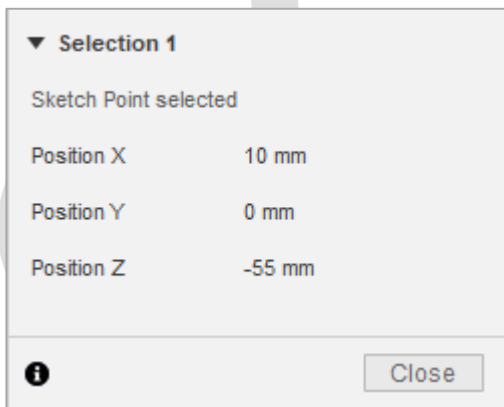 Selection 1
Sketch Point selected
Position X 10 mm
Position Y 0 mm
Position Z -55 mm
Close